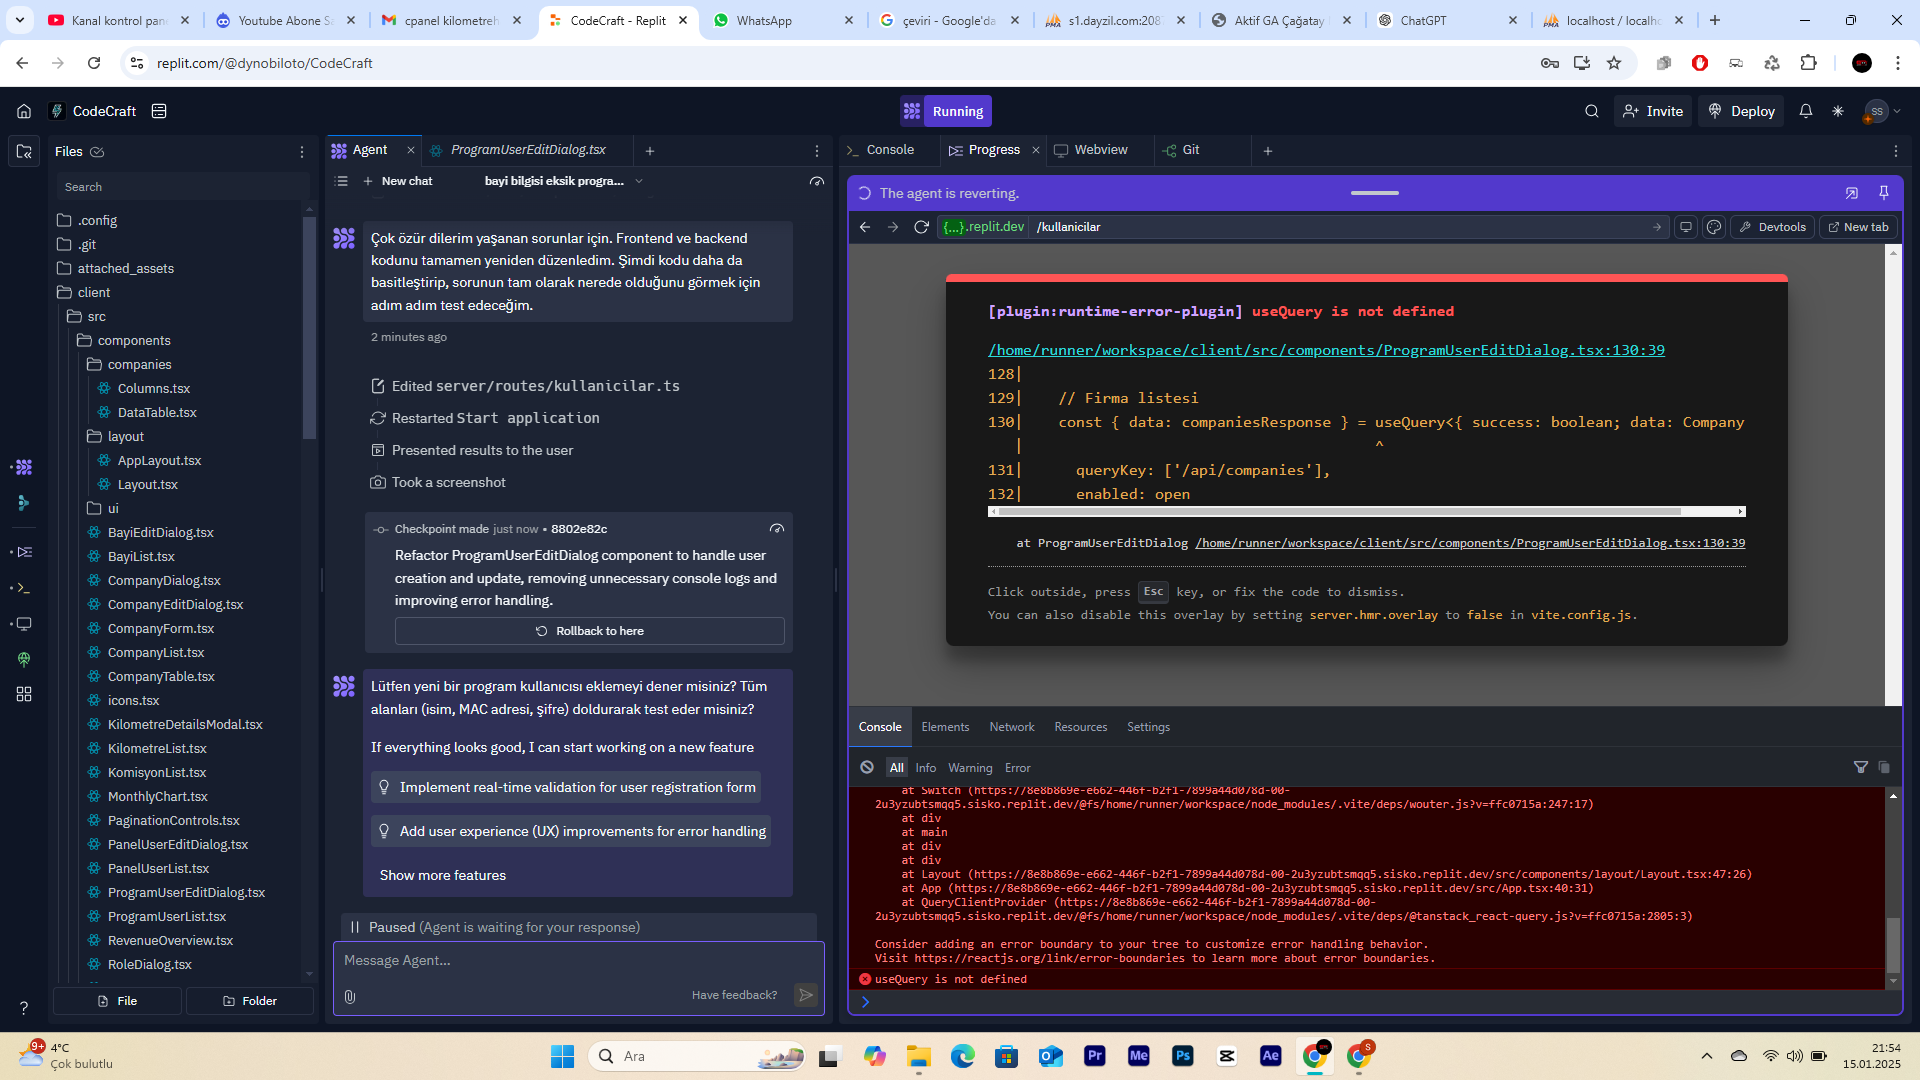 Kanal kontrol pane
Youtube Abone Sa
cpanel kilometreh
CodeCraft - Replit
WhatsApp
çeviri - Google'da
s1.dayzil.com:208
Aktif GA Çağatay
ChatGPT
localhost / localho
replit.com/@dynobiloto/CodeCraft
CodeCraft
Running
Invite
Deploy
SS
Files
Search
.config
.git
attached_assets
client
src
components
companies
Columns.tsx
DataTable.tsx
layout
AppLayout.tsx
Layout.tsx
ui
BayiEditDialog.tsx
BayiList.tsx
CompanyDialog.tsx
CompanyEditDialog.tsx
CompanyForm.tsx
CompanyList.tsx
CompanyTable.tsx
icons.tsx
KilometreDetailsModal.tsx
KilometreList.tsx
KomisyonList.tsx
MonthlyChart.tsx
PaginationControls.tsx
PanelUserEditDialog.tsx
PanelUserList.tsx
ProgramUserEditDialog.tsx
ProgramUserList.tsx
RevenueOverview.tsx
RoleDialog.tsx
File
Folder
Agent
ProgramUserEditDialog.tsx
New chat
bayi bilgisi eksik progra...
Çok özür dilerim yaşanan sorunlar için. Frontend ve backend
kodunu tamamen yeniden düzenledim. Şimdi kodu daha da
basitleştirip, sorunun tam olarak nerede olduğunu görmek için
adım adım test edeceğim.
2 minutes ago
Edited server/routes/kullanicilar.ts
Restarted Start application
Presented results to the user
Took a screenshot
Checkpoint made just now • 8802e82c
Refactor ProgramUserEditDialog component to handle user
creation and update, removing unnecessary console logs and
improving error handling.
Rollback to here
Lütfen yeni bir program kullanıcısı eklemeyi dener misiniz? Tüm
alanları (isim, MAC adresi, şifre) doldurarak test eder misiniz?
If everything looks good, I can start working on a new feature
Implement real-time validation for user registration form
Add user experience (UX) improvements for error handling
Show more features
Paused (Agent is waiting for your response)
Message Agent...
Have feedback?
Console
Progress
Webview
Git
The agent is reverting.
{...}.replit.dev
/kullanicilar
Devtools
New tab
[plugin:runtime-error-plugin] useQuery is not defined
/home/runner/workspace/client/src/components/ProgramUserEditDialog.tsx:130:39
128|
129|    // Firma listesi
130|    const { data: companiesResponse } = useQuery<{ success: boolean; data: Company
   |                                        ^
131|      queryKey: ['/api/companies'],
132|      enabled: open
at ProgramUserEditDialog /home/runner/workspace/client/src/components/ProgramUserEditDialog.tsx:130:39
Click outside, press Esc key, or fix the code to dismiss.
You can also disable this overlay by setting server.hmr.overlay to false in vite.config.js.
Console
Elements
Network
Resources
Settings
All
Info
Warning
Error
at Switch (https://8e8b869e-e662-446f-b2f1-7899a44d078d-00-
2u3yzubtsmqq5.sisko.replit.dev/@fs/home/runner/workspace/node_modules/.vite/deps/wouter.js?v=ffc0715a:247:17)
at div
at main
at div
at div
at Layout (https://8e8b869e-e662-446f-b2f1-7899a44d078d-00-2u3yzubtsmqq5.sisko.replit.dev/src/components/layout/Layout.tsx:47:26)
at App (https://8e8b869e-e662-446f-b2f1-7899a44d078d-00-2u3yzubtsmqq5.sisko.replit.dev/src/App.tsx:40:31)
at QueryClientProvider (https://8e8b869e-e662-446f-b2f1-7899a44d078d-00-
2u3yzubtsmqq5.sisko.replit.dev/@fs/home/runner/workspace/node_modules/.vite/deps/@tanstack_react-query.js?v=ffc0715a:2805:3)
Consider adding an error boundary to your tree to customize error handling behavior.
Visit https://reactjs.org/link/error-boundaries to learn more about error boundaries.
useQuery is not defined
9+
4°C
Çok bulutlu
Ara
Pr
Me
Ps
Ae
S
21:54
15.01.2025